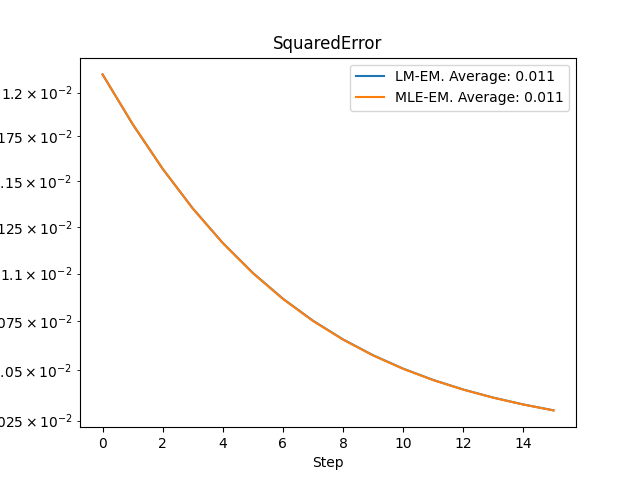 SquaredError
LM-EM. Average: 0.011
MLE-EM. Average: 0.011
1.2 × 10⁻²
175 × 10⁻²
.15 × 10⁻²
125 × 10⁻²
1.1 × 10⁻²
075 × 10⁻²
.05 × 10⁻²
025 × 10⁻²
0 2 4 6 8 10 12 14
Step